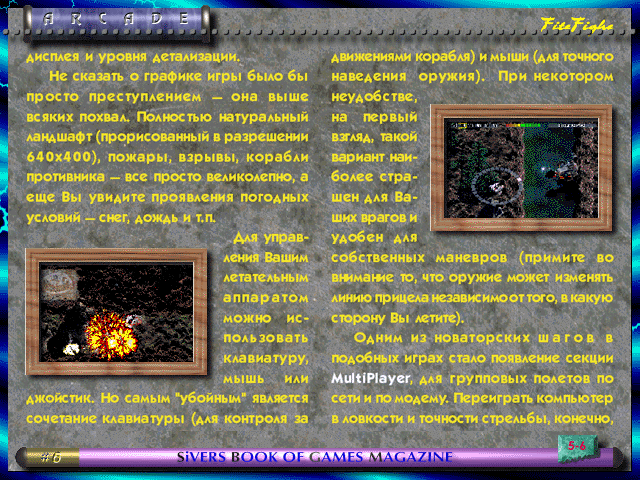 ARCADE
FireFight
дисплея и уровня детализации.
Не сказать о графике игры было бы
просто преступлением — она выше
всяких похвал. Полностью натуральный
ландшафт (прорисованный в разрешении
640x400), пожары, взрывы, корабли
противника — все просто великолепно, а
еще Вы увидите проявления погодных
условий — снег, дождь и т.п.
Для управ-
ления Вашим
летательным
аппаратом
можно ис-
пользовать
клавиатуру,
мышь или
джойстик. Но самым "убойным" является
сочетание клавиатуры (для контроля за
движениями корабля) и мыши (для точного
наведения оружия). При некотором
неудобстве,
на первый
взгляд, такой
вариант наи-
более стра-
шен для Ва-
ших врагов и
удобен для
собственных маневров (примите во
внимание то, что оружие может изменять
линию прицела независимо от того, в какую
сторону Вы летите).
Одним из новаторских шагов в
подобных играх стало появление секции
MultiPlayer, для групповых полетов по
сети и по модему. Переиграть компьютер
в ловкости и точности стрельбы, конечно,
#6
SiVERS BOOK OF GAMES MAGAZINE
5-6